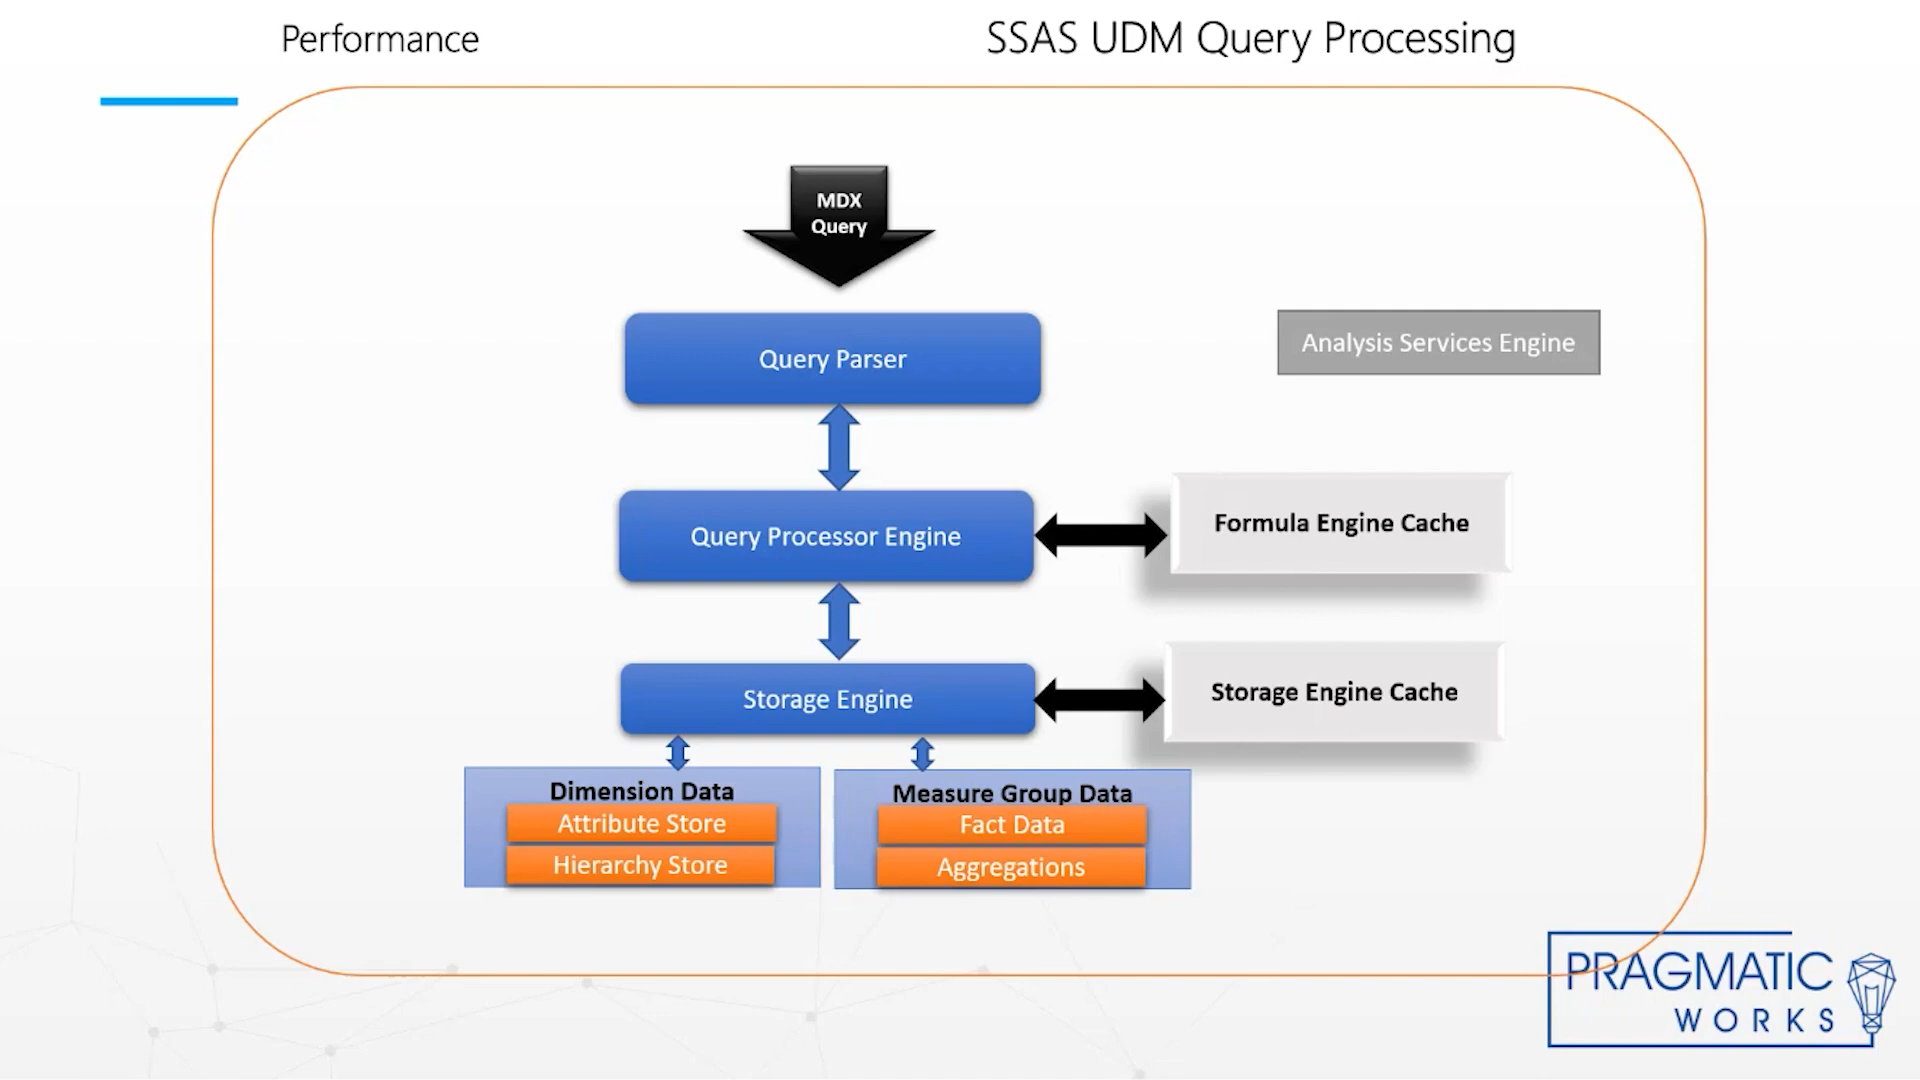 Performance
SSAS UDM Query Processing
MDX
Query
Query Parser
Analysis Services Engine
Query Processor Engine
Formula Engine Cache
Storage Engine
Storage Engine Cache
Dimension Data
Attribute Store
Hierarchy Store
Measure Group Data
Fact Data
Aggregations
PRAGMATIC
WORKS